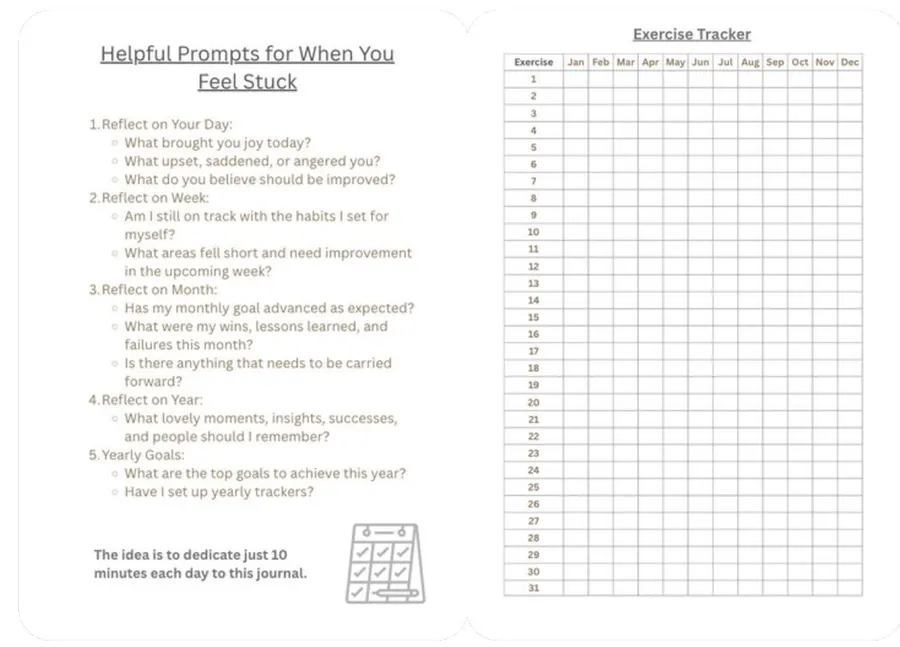 Helpful Prompts for When You
Feel Stuck
1.Reflect on Your Day:
○ What brought you joy today?
○ What upset, saddened, or angered you?
○ What do you believe should be improved?
2.Reflect on Week:
○ Am I still on track with the habits I set for
myself?
○ What areas fell short and need improvement
in the upcoming week?
3.Reflect on Month:
○ Has my monthly goal advanced as expected?
○ What were my wins, lessons learned, and
failures this month?
○ Is there anything that needs to be carried
forward?
4.Reflect on Year:
○ What lovely moments, insights, successes,
and people should I remember?
5.Yearly Goals:
○ What are the top goals to achieve this year?
○ Have I set up yearly trackers?
The idea is to dedicate just 10
minutes each day to this journal.
Exercise Tracker
Exercise Jan Feb Mar Apr May Jun Jul Aug Sep Oct Nov Dec
1
2
3
4
5
6
7
8
9
10
11
12
13
14
15
16
17
18
19
20
21
22
23
24
25
26
27
28
29
30
31